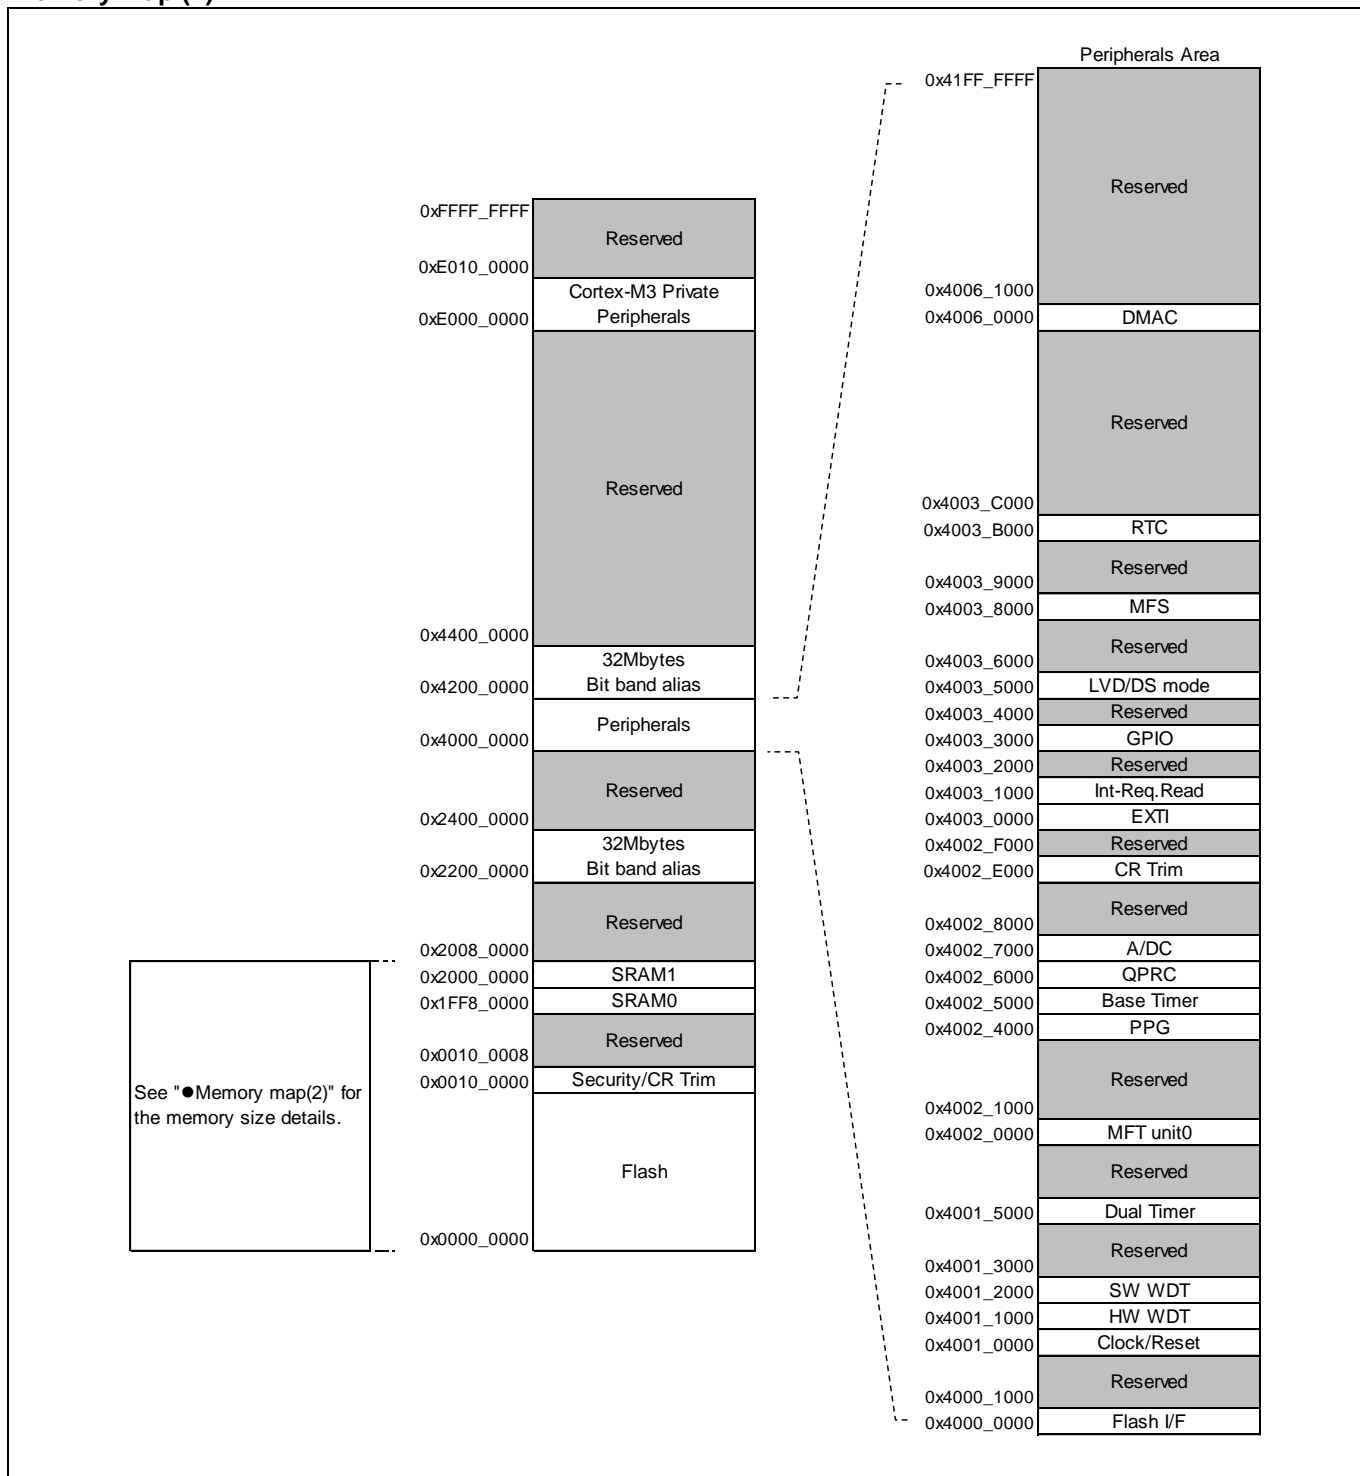 Peripherals Area
0x41FF_FFFF
Reserved
0x4006_1000
0x4006_0000 DMAC
Reserved
0x4003_C000
0x4003_B000 RTC
Reserved
0x4003_9000
0x4003_8000 MFS
Reserved
0x4003_6000
0x4003_5000 LVD/DS mode
0x4003_4000 Reserved
0x4003_3000 GPIO
0x4003_2000 Reserved
0x4003_1000 Int-Req.Read
0x4003_0000 EXTI
0x4002_F000 Reserved
0x4002_E000 CR Trim
Reserved
0x4002_8000
0x4002_7000 A/DC
0x4002_6000 QPRC
0x4002_5000 Base Timer
0x4002_4000 PPG
Reserved
0x4002_1000
0x4002_0000 MFT unit0
Reserved
0x4001_5000 Dual Timer
Reserved
0x4001_3000
0x4001_2000 SW WDT
0x4001_1000 HW WDT
0x4001_0000 Clock/Reset
Reserved
0x4000_1000
0x4000_0000 Flash I/F
0xFFFF_FFFF
Reserved
0xE010_0000
Cortex-M3 Private
0xE000_0000 Peripherals
Reserved
0x4400_0000
32Mbytes
0x4200_0000 Bit band alias
Peripherals
0x4000_0000
Reserved
0x2400_0000
32Mbytes
0x2200_0000 Bit band alias
Reserved
0x2008_0000
0x2000_0000 SRAM1
0x1FF8_0000 SRAM0
Reserved
0x0010_0008
0x0010_0000 Security/CR Trim
Flash
0x0000_0000
See "●Memory map(2)" for
the memory size details.